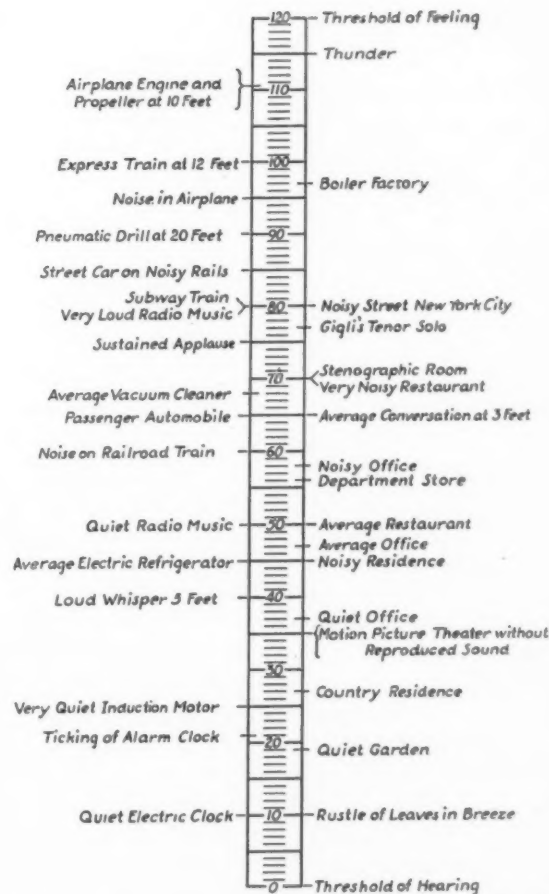 120 Threshold of Feeling
Thunder
Airplane Engine and
Propeller at 10 Feet
110
Express Train at 12 Feet 100
Boiler Factory
Noise in Airplane
Pneumatic Drill at 20 Feet 90
Street Car on Noisy Rails
Subway Train
Very Loud Radio Music
80 Noisy Street New York City
Gigli's Tenor Solo
Sustained Applause
70 Stenographic Room
Very Noisy Restaurant
Average Vacuum Cleaner
Passenger Automobile Average Conversation at 3 Feet
Noise on Railroad Train 60
Noisy Office
Department Store
Quiet Radio Music 50 Average Restaurant
Average Office
Average Electric Refrigerator Noisy Residence
Loud Whisper 5 Feet 40
Quiet Office
Motion Picture Theater without
Reproduced Sound
30
Country Residence
Very Quiet Induction Motor
Ticking of Alarm Clock 20
Quiet Garden
Quiet Electric Clock 10 Rustle of Leaves in Breeze
0 Threshold of Hearing